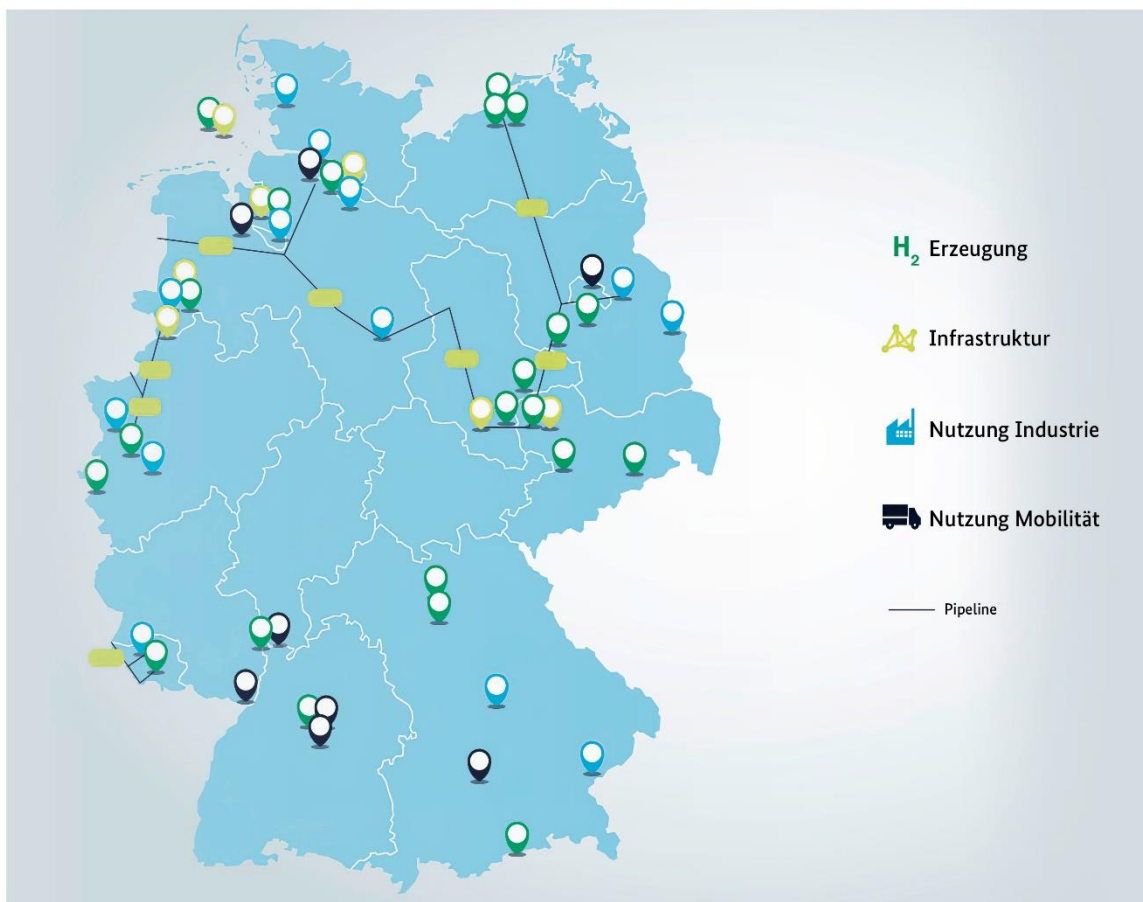 H₂ Erzeugung
Infrastruktur
Nutzung Industrie
Nutzung Mobilität
Pipeline